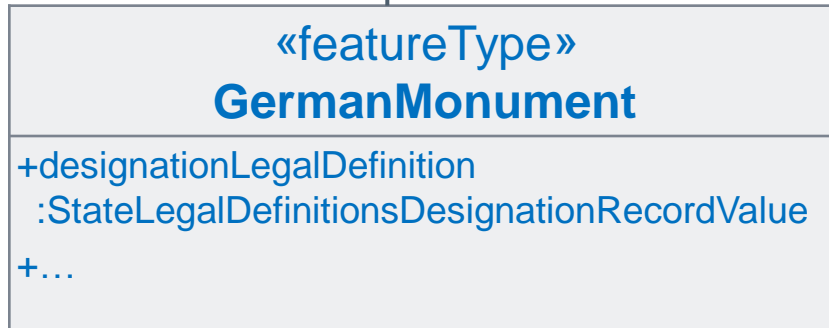 «featureType»
GermanMonument
+designationLegalDefinition
:StateLegalDefinitionsDesignationRecordValue
+…